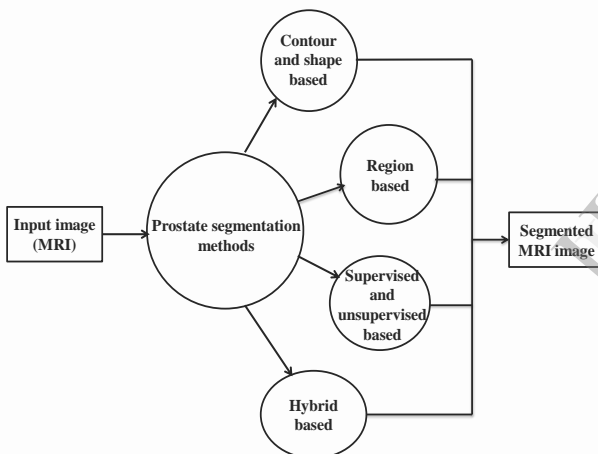 Contour
and shape
based
Region
based
Input image
(MRI)
Prostate segmentation
methods
Segmented
MRI image
Supervised
and
unsupervised
based
Hybrid
based